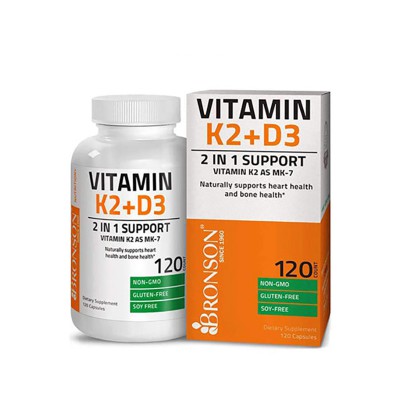 VITAMIN
K2+D3
2 IN 1 SUPPORT
VITAMIN K2 AS MK-7
Naturally supports heart
health and bone health*
120
NON-GMO
GLUTEN-FREE
SOY FREE
BRONSON
Dietary Supplement
120 Capsules
VITAMIN
K2+D3
2 IN 1 SUPPORT
VITAMIN K2 AS MK-7
Naturally supports heart health
and bone health*
BRONSON®
SINCE 1960
120 COUNT
NON-GMO
GLUTEN-FREE
SOY-FREE
Dietary Supplement
120 Capsules